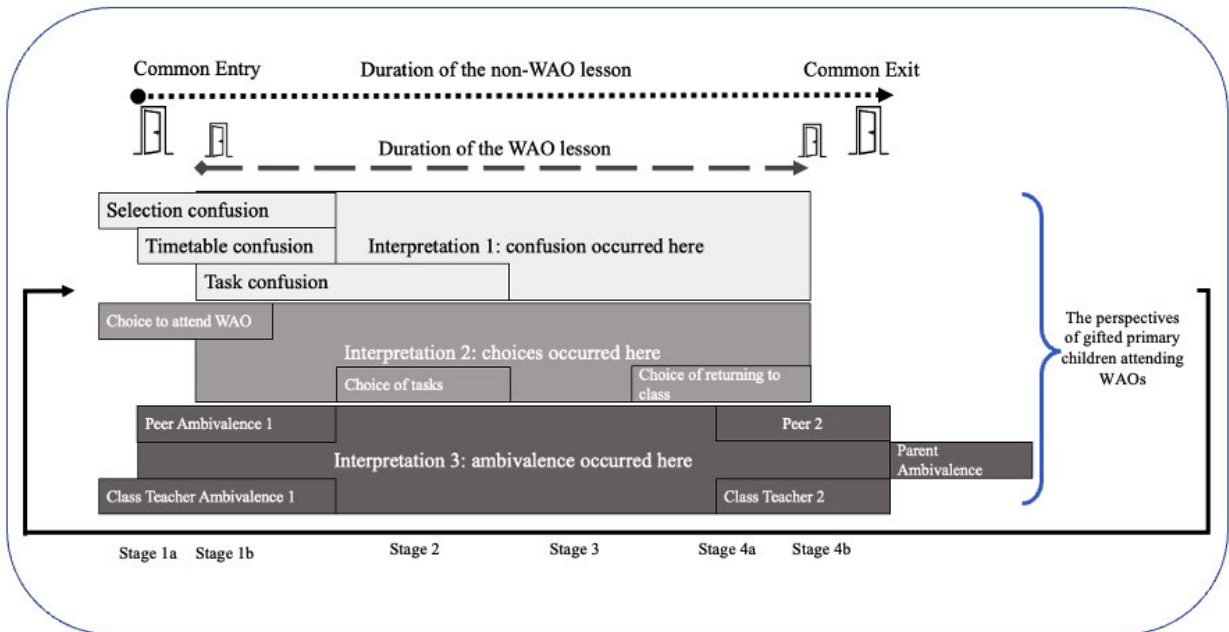 Common Entry
Duration of the non-WAO lesson
Common Exit
Duration of the WAO lesson
Selection confusion
Timetable confusion
Interpretation 1: confusion occurred here
Task confusion
Choice to attend WAO
Interpretation 2: choices occurred here
Choice of tasks
Choice of returning to
class
Peer Ambivalence 1
Peer 2
Interpretation 3: ambivalence occurred here
Parent
Ambivalence
Class Teacher Ambivalence 1
Class Teacher 2
The perspectives
of gifted primary
children attending
WAOs
Stage 1a
Stage 1b
Stage 2
Stage 3
Stage 4a
Stage 4b